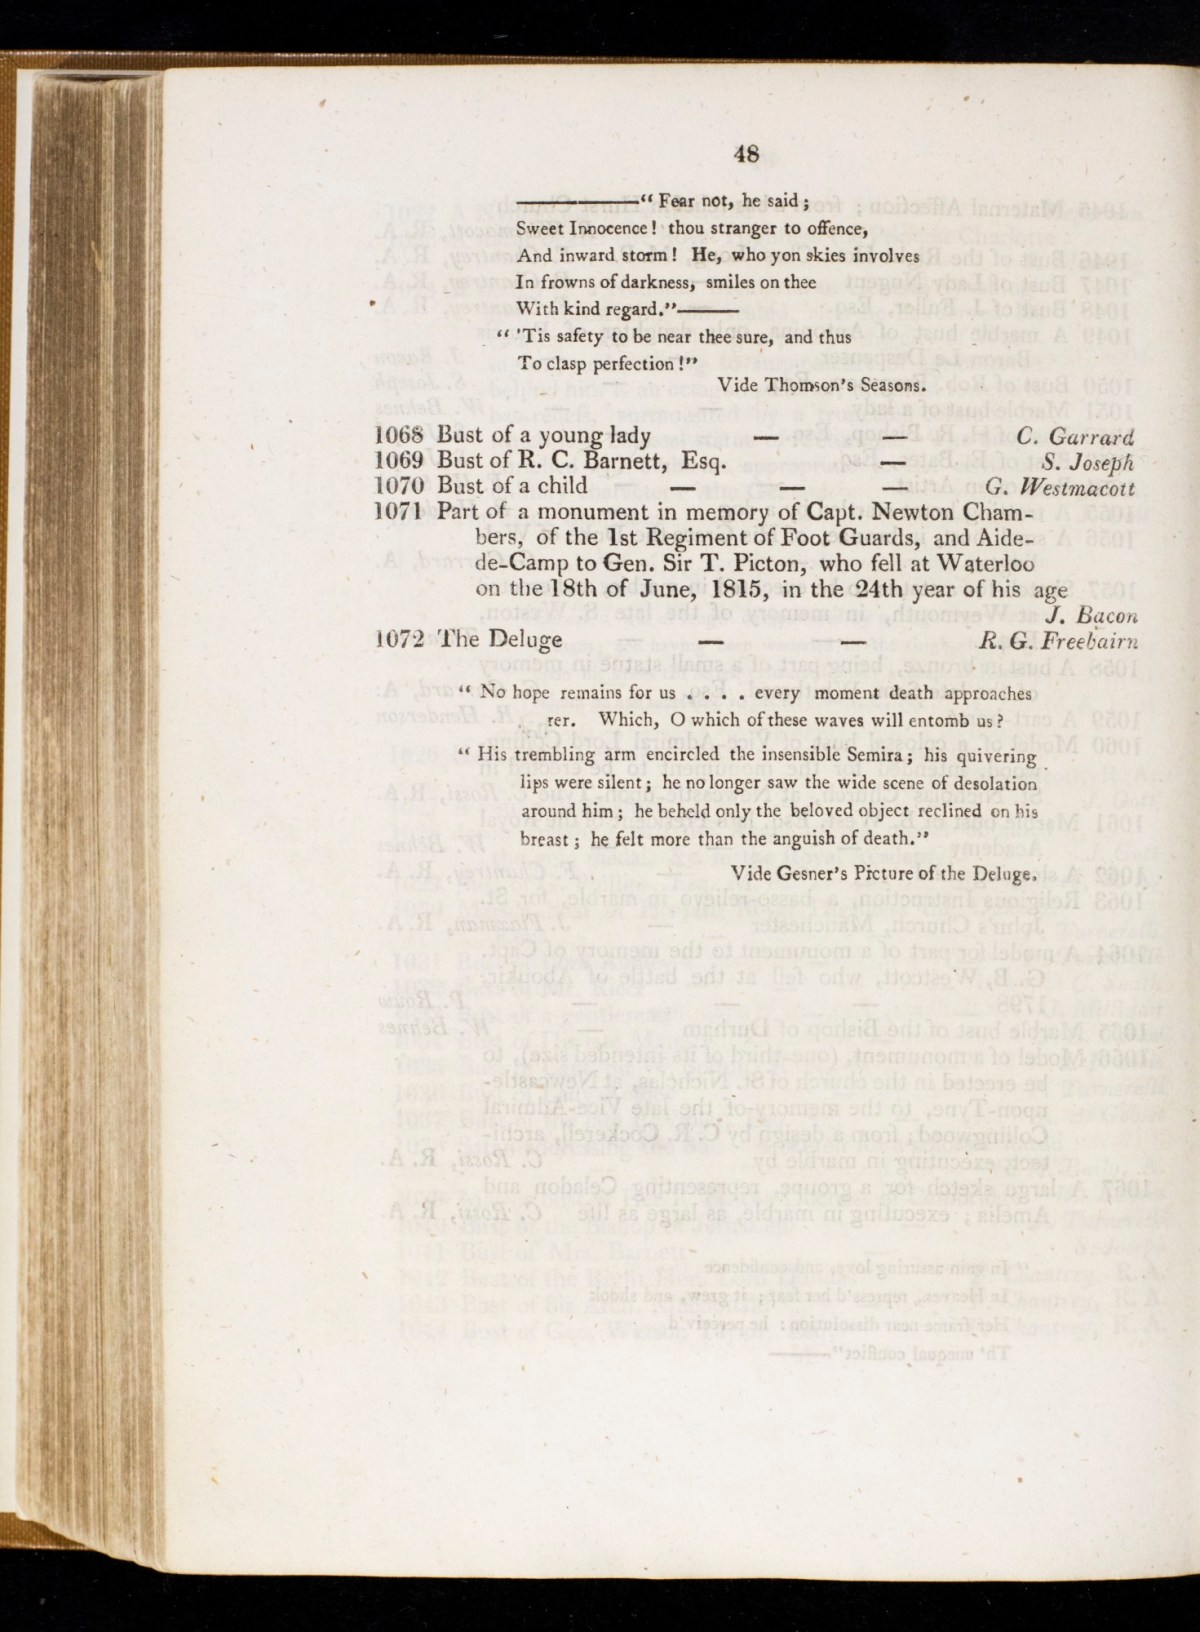 48
————“ Fear not, he said ;
Sweet Innocence ! thou stranger to offence,
And inward storm ! He, who yon skies involves
In frowns of darkness, smiles on thee
With kind regard.”———
“ 'Tis safety to be near thee sure, and thus
To clasp perfection !”
Vide Thomson's Seasons.
1068 Bust of a young lady — — C. Garrard
1069 Bust of R. C. Barnett, Esq. — S. Joseph
1070 Bust of a child — — — G. Westmacott
1071 Part of a monument in memory of Capt. Newton Cham-
bers, of the 1st Regiment of Foot Guards, and Aide-
de-Camp to Gen. Sir T. Picton, who fell at Waterloo
on the 18th of June, 1815, in the 24th year of his age
J. Bacon
1072 The Deluge — — R. G. Freebairn
“ No hope remains for us . . . . every moment death approaches
rer. Which, O which of these waves will entomb us ?
“ His trembling arm encircled the insensible Semira ; his quivering
lips were silent ; he no longer saw the wide scene of desolation
around him ; he beheld only the beloved object reclined on his
breast ; he felt more than the anguish of death.”
Vide Gesner's Picture of the Deluge.